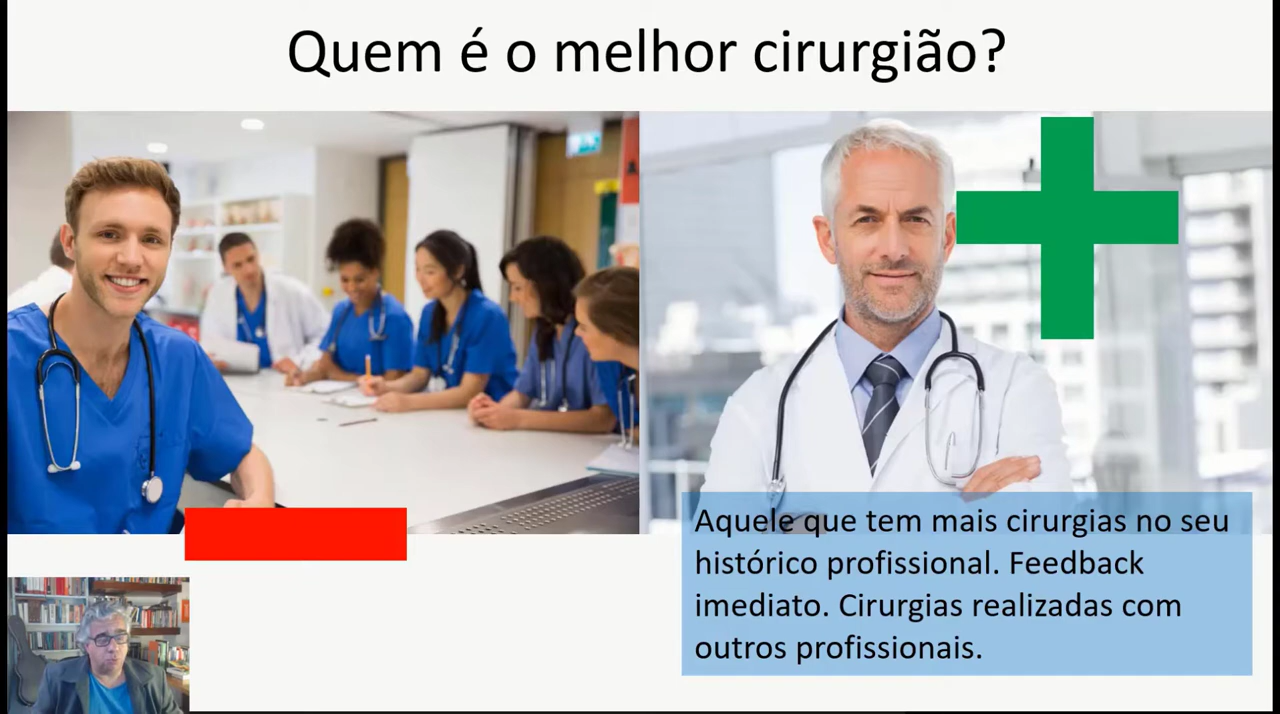 Quem é o melhor cirurgião?
Aquele que tem mais cirurgias no seu
histórico profissional. Feedback
imediato. Cirurgias realizadas com
outros profissionais.